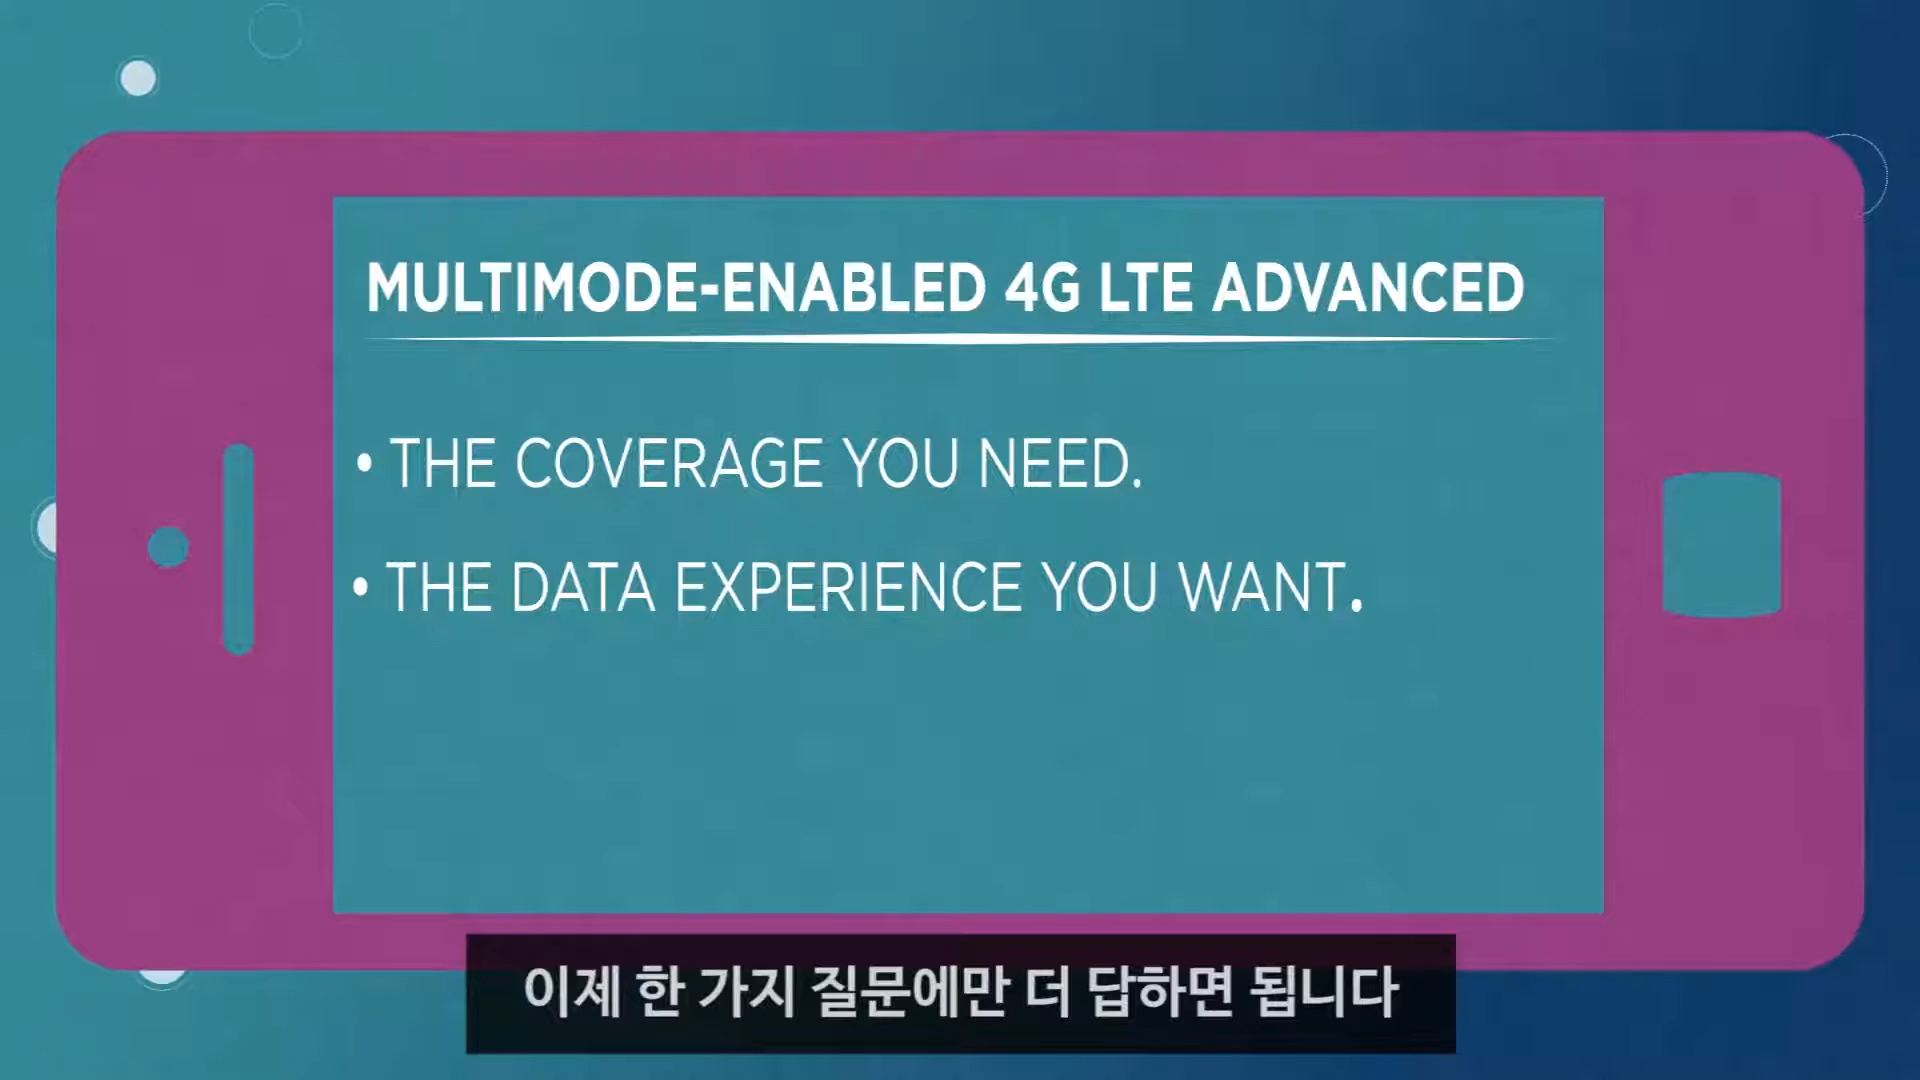 MULTIMODE-ENABLED 4G LTE ADVANCED
• THE COVERAGE YOU NEED.
• THE DATA EXPERIENCE YOU WANT.
이제 한 가지 질문에만 더 답하면 됩니다